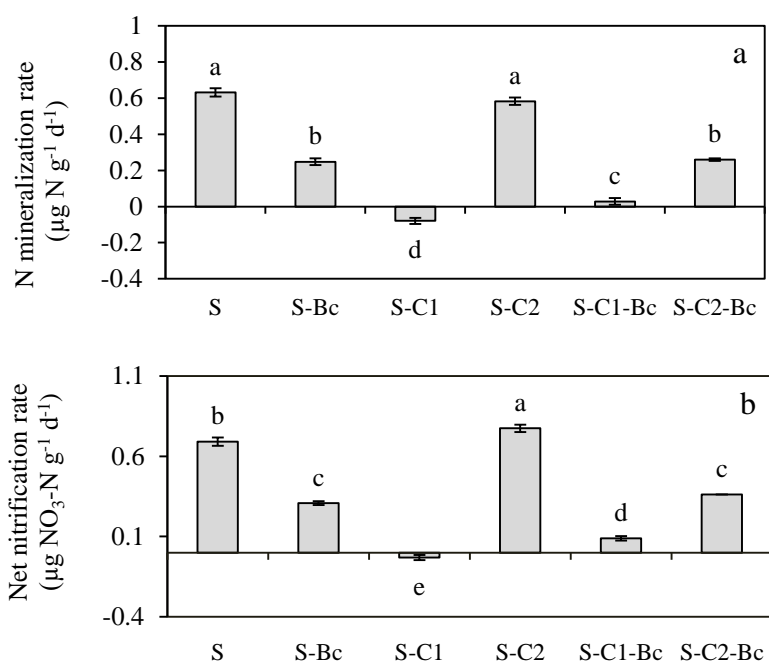 N mineralization rate
(µg N g⁻¹ d⁻¹)
1
0.8
0.6
0.4
0.2
0
-0.2
-0.4
a
a
b
d
a
c
b
S S-Bc S-C1 S-C2 S-C1-Bc S-C2-Bc
Net nitrification rate
(µg NO₃-N g⁻¹ d⁻¹)
1.1
0.6
0.1
-0.4
b
b
c
e
a
d
c
S S-Bc S-C1 S-C2 S-C1-Bc S-C2-Bc